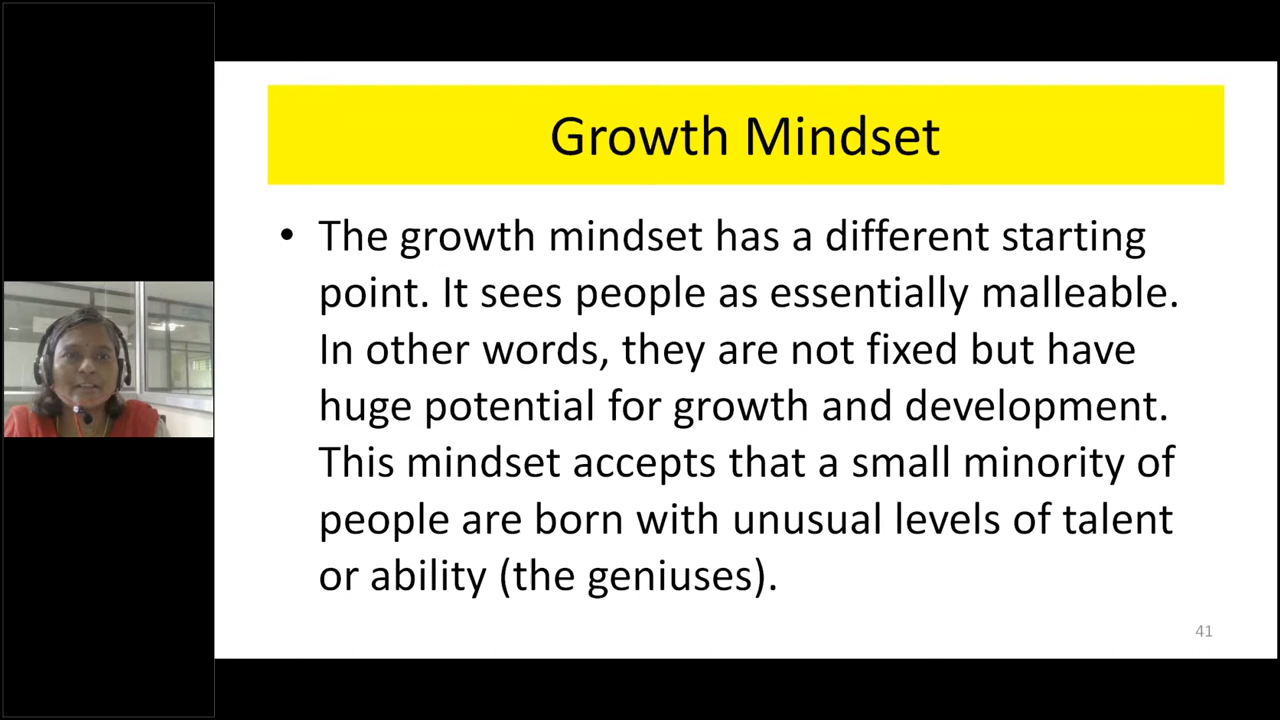 Growth Mindset
• The growth mindset has a different starting
point. It sees people as essentially malleable.
In other words, they are not fixed but have
huge potential for growth and development.
This mindset accepts that a small minority of
people are born with unusual levels of talent
or ability (the geniuses).
41